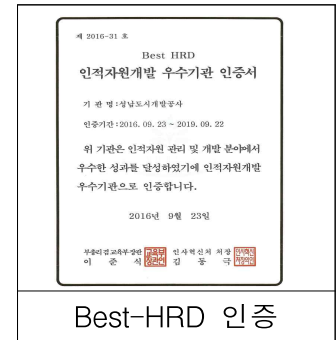 제 2016-31 호
Best HRD
인적자원개발 우수기관 인증서
기 관 명 : 성남도시개발공사
인증기간 : 2016. 09. 23 ~ 2019. 09. 22
위 기관은 인적자원 관리 및 개발 분야에서
우수한 성과를 달성하였기에 인적자원개발
우수기관으로 인증합니다.
2016년 9월 23일
부총리겸교육부장관 인사혁신처 처장
이 준 식 김 동 극
Best-HRD 인증